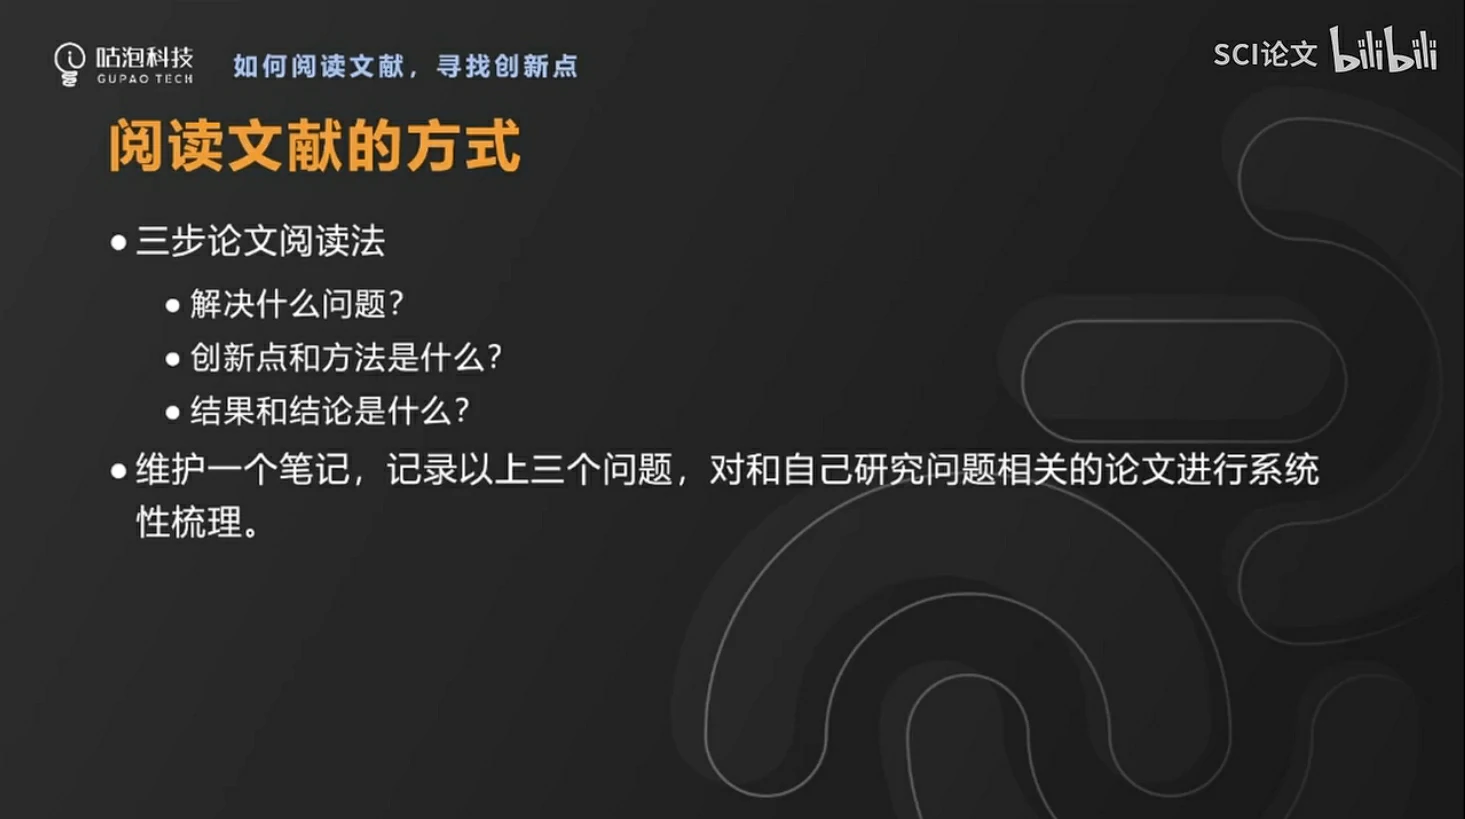 咕泡科技
GUPAO TECH
如何阅读文献，寻找创新点
SCI论文 bilibili
阅读文献的方式
● 三步论文阅读法
● 解决什么问题？
● 创新点和方法是什么？
● 结果和结论是什么？
● 维护一个笔记，记录以上三个问题，对和自己研究问题相关的论文进行系统
性梳理。